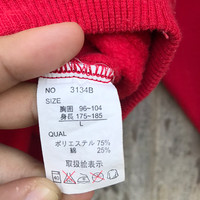 NO 3134B
SIZE
胸囲 96-104
身長 175-185
L
QUAL
ポリエステル 75%
綿 25%
取扱絵表示